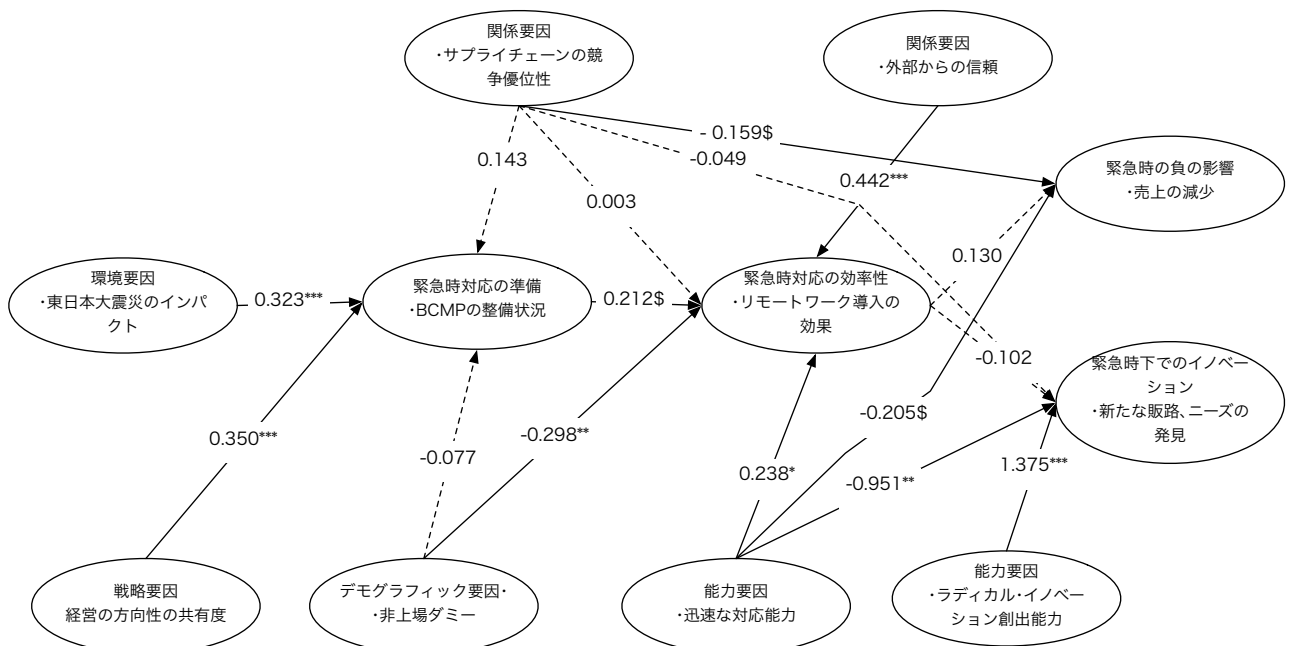 関係要因
・サプライチェーンの競
争優位性
関係要因
・外部からの信頼
- 0.159$
-0.049
0.143
0.442***
0.003
緊急時の負の影響
・売上の減少
0.130
環境要因
・東日本大震災のインパ
クト
0.323***
緊急時対応の準備
・BCMPの整備状況
0.212$
緊急時対応の効率性
・リモートワーク導入の
効果
-0.102
緊急時下でのイノベー
ション
・新たな販路、ニーズの
発見
-0.205$
0.350***
-0.298**
-0.077
0.238*
-0.951**
1.375***
戦略要因
経営の方向性の共有度
デモグラフィック要因・
・非上場ダミー
能力要因
・迅速な対応能力
能力要因
・ラディカル・イノベー
ション創出能力